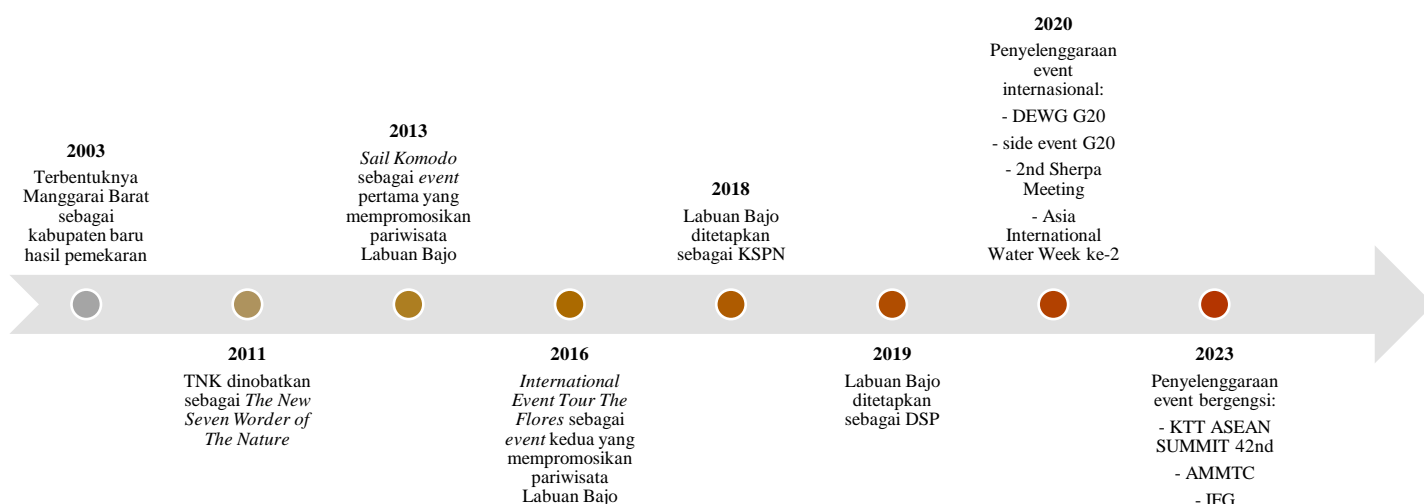 2003
Terbentuknya
Manggarai Barat
sebagai
kabupaten baru
hasil pemekaran
2011
TNK dinobatkan
sebagai The New
Seven Worder of
The Nature
2013
Sail Komodo
sebagai event
pertama yang
mempromosikan
pariwisata
Labuan Bajo
2016
International
Event Tour The
Flores sebagai
event kedua yang
mempromosikan
pariwisata
Labuan Bajo
2018
Labuan Bajo
ditetapkan
sebagai KSPN
2019
Labuan Bajo
ditetapkan
sebagai DSP
2020
Penyelenggaraan
event
internasional:
- DEWG G20
- side event G20
- 2nd Sherpa
Meeting
- Asia
International
Water Week ke-2
2023
Penyelenggaraan
event bergengsi:
- KTT ASEAN
SUMMIT 42nd
- AMMTC